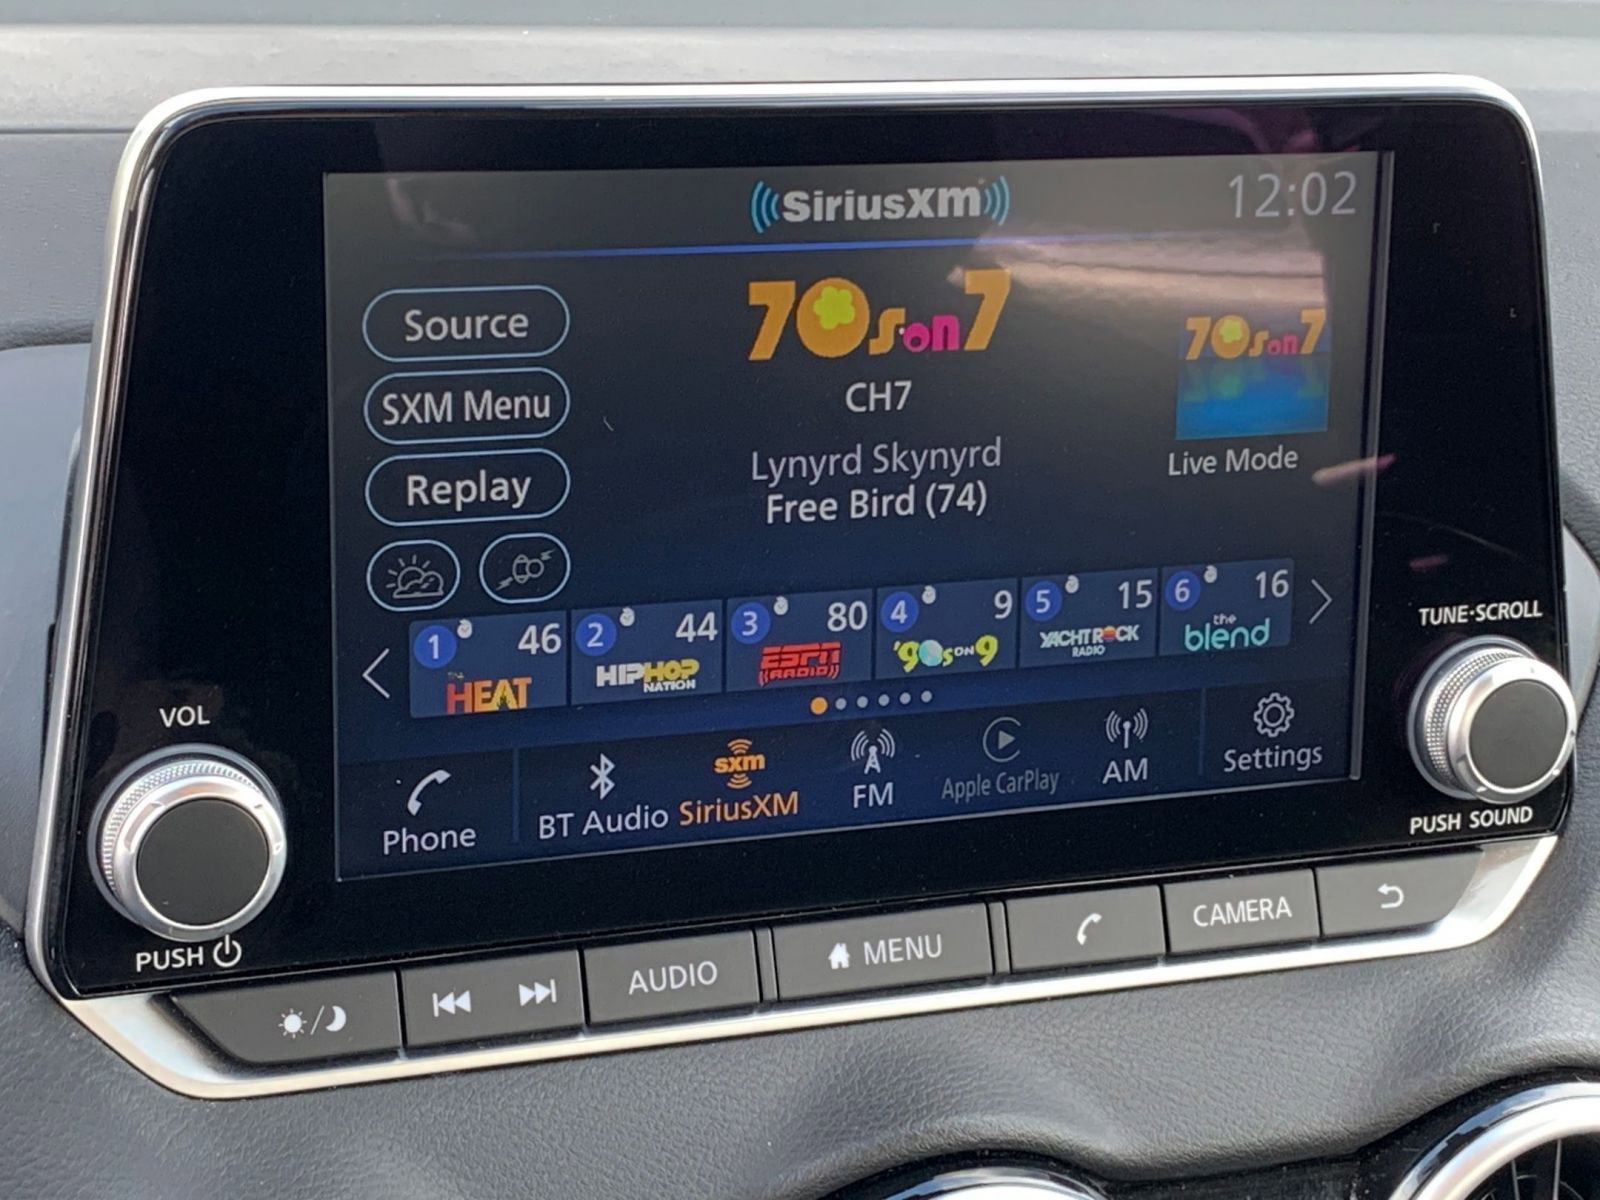 SiriusXM
12:02
Source
70s on 7
70s on 7
SXM Menu
CH7
Lynyrd Skynyrd
Live Mode
Replay
Free Bird (74)
1 46
2 44
3 80
4 9
5 15
6 16
the HEAT
HIPHOP NATION
ESPN RADIO
'90s ON 9
YACHT ROCK RADIO
the blend
TUNE·SCROLL
VOL
Phone
BT Audio
sxm
SiriusXM
FM
Apple CarPlay
AM
Settings
PUSH SOUND
PUSH
AUDIO
MENU
CAMERA